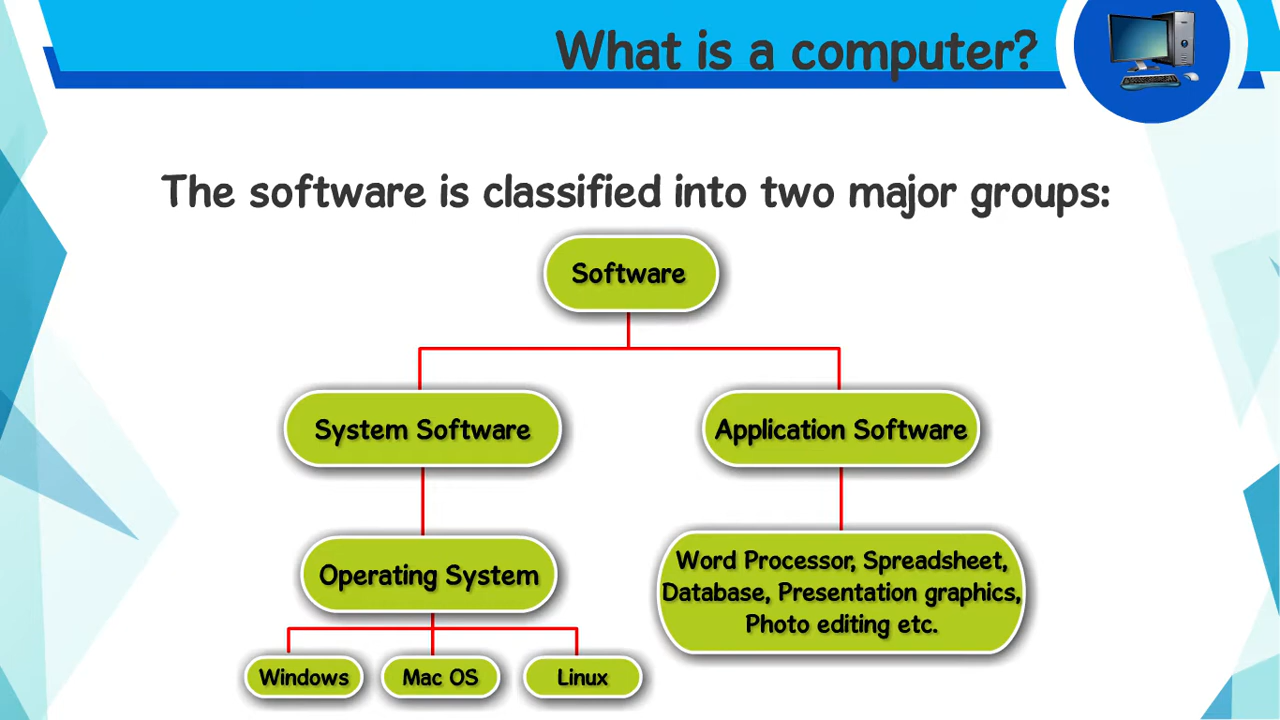 What is a computer?
The software is classified into two major groups:
Software
System Software
Application Software
Operating System
Word Processor, Spreadsheet,
Database, Presentation graphics,
Photo editing etc.
Windows
Mac OS
Linux